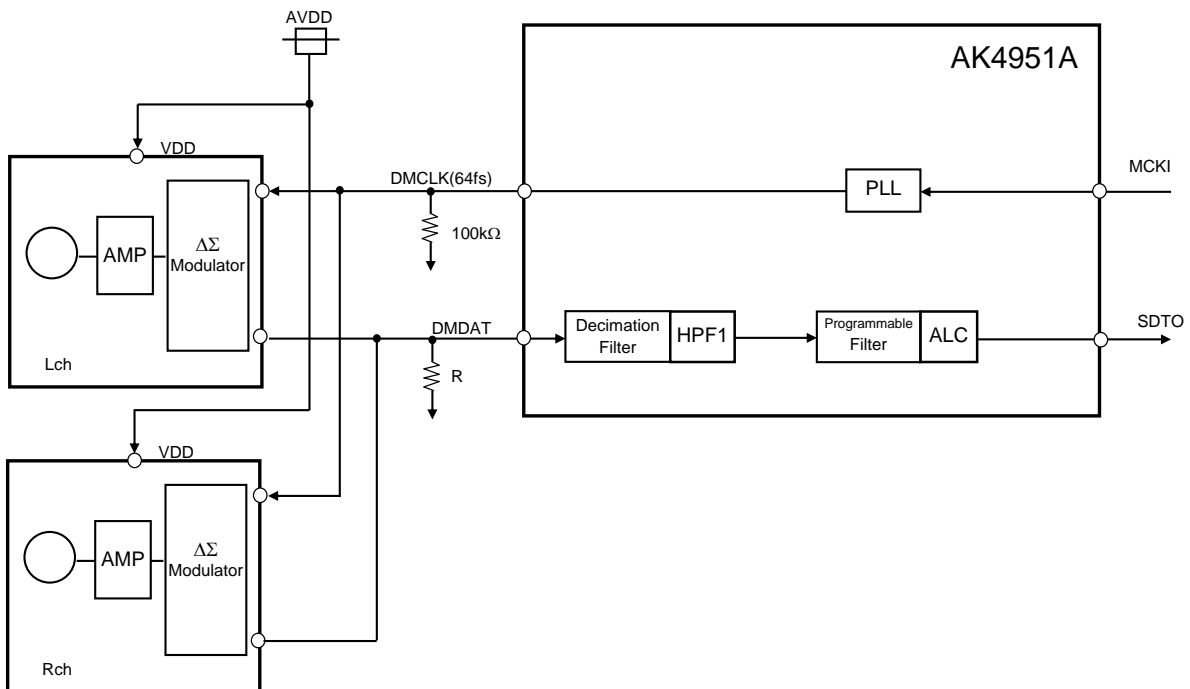 AVDD
AK4951A
VDD
MCKI
DMCLK(64fs)
PLL
100kΩ
AMP
ΔΣ
Modulator
DMDAT
Decimation
Filter
HPF1
Programmable
Filter
ALC
SDTO
Lch
R
VDD
AMP
ΔΣ
Modulator
Rch